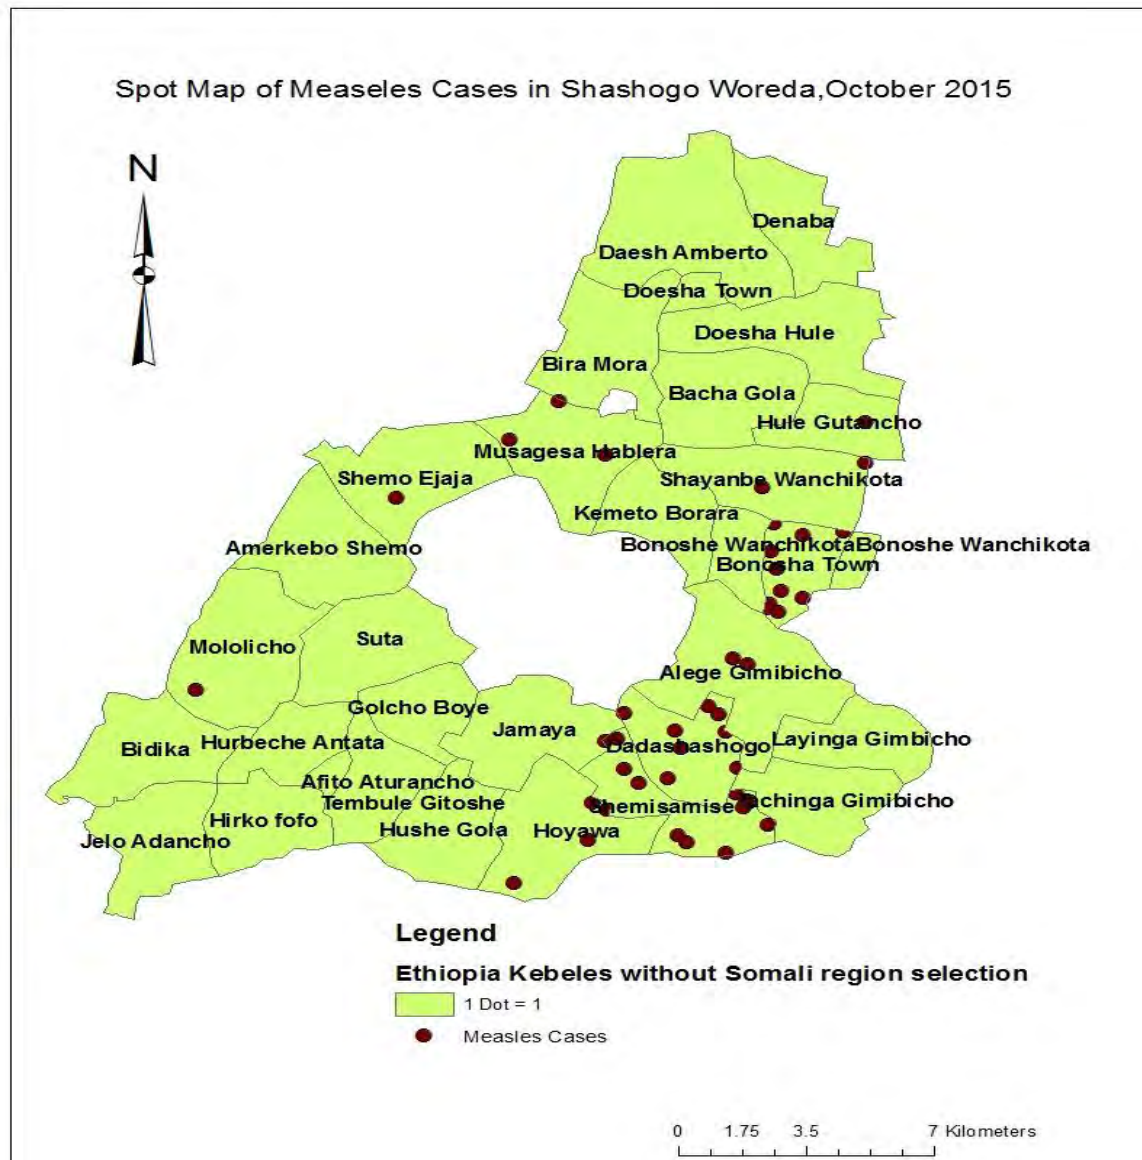 Spot Map of Measeles Cases in Shashogo Woreda,October 2015
N
Denaba
Daesh Amberto
Doesha Town
Doesha Hule
Bira Mora
Bacha Gola
Hule Gutancho
Musagesa Hablera
Shemo Ejaja
Shayanbe Wanchikota
Kemeto Borara
Amerkebo Shemo
Bonoshe Wanchikota
Bonoshe Wanchikota
Bonosha Town
Mololicho
Suta
Alege Gimibicho
Golcho Boye
Jamaya
Bidika
Hurbeche Antata
Dadashashogo
Layinga Gimbicho
Afito Aturancho
Tembule Gitoshe
Shemisamise
Tachinga Gimibicho
Hirko fofo
Hushe Gola
Hoyawa
Jelo Adancho
Legend
Ethiopia Kebeles without Somali region selection
1 Dot = 1
Measles Cases
0 1.75 3.5 7 Kilometers